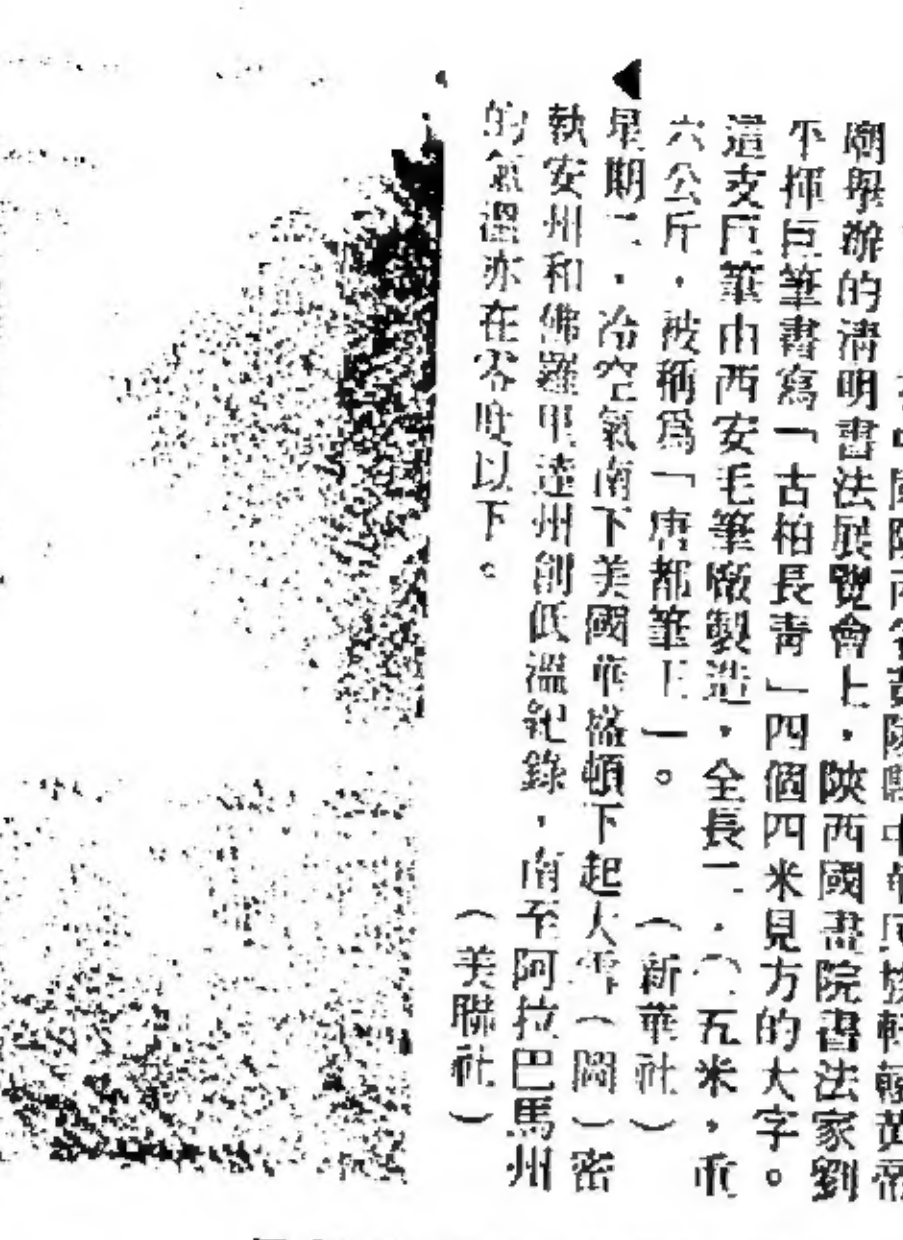 中國陝西省黃陵縣中華民族軒轅黃帝
廟舉辦的清明書法展覽會上，陝西國畫院書法家劉
不揮巨筆書寫「古柏長青」四個四米見方的大字。
這支巨筆由西安毛筆廠製造，全長二．〇五米，重
六公斤，被稱爲「唐都筆王」。（新華社）
星期二，冷空氣南下美國華盛頓下起大雪（圖）密
執安州和佛羅里達州創低溫紀錄，南至阿拉巴馬州
的氣溫亦在零度以下。（美聯社）